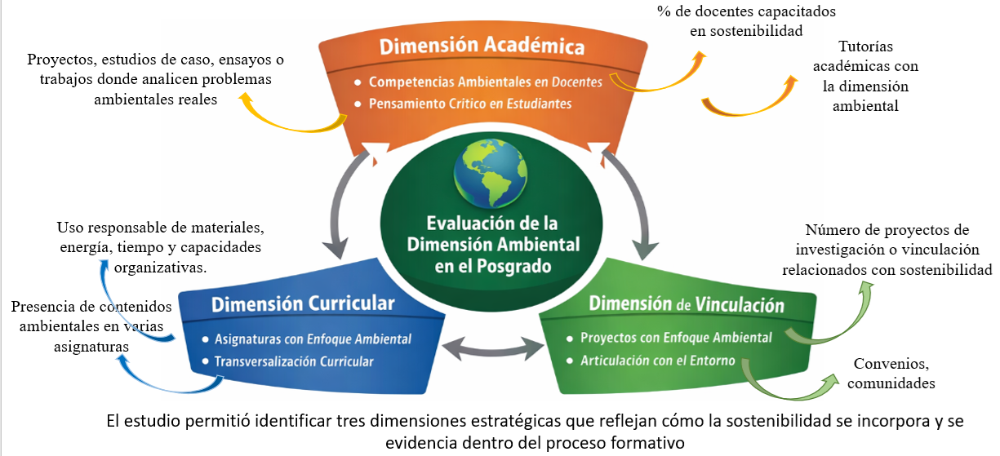 % de docentes capacitados
en sostenibilidad
Dimensión Académica
Tutorías
académicas con
la dimensión
ambiental
Proyectos, estudios de caso, ensayos o
trabajos donde analicen problemas
ambientales reales
• Competencias Ambientales en Docentes
• Pensamiento Critico en Estudiantes
Evaluación de la
Dimensión Ambiental
en el Posgrado
Uso responsable de materiales,
energía, tiempo y capacidades
organizativas.
Número de proyectos de
investigación o vinculación
relacionados con sostenibilidad
Presencia de contenidos
ambientales en varias
asignaturas
Dimensión Curricular
• Asignaturas con Enfoque Ambiental
• Transversalización Curricular
Dimensión de Vinculación
• Proyectos con Enfoque Ambiental
• Articulación con el Entorno
Convenios,
comunidades
El estudio permitió identificar tres dimensiones estratégicas que reflejan cómo la sostenibilidad se incorpora y se
evidencia dentro del proceso formativo